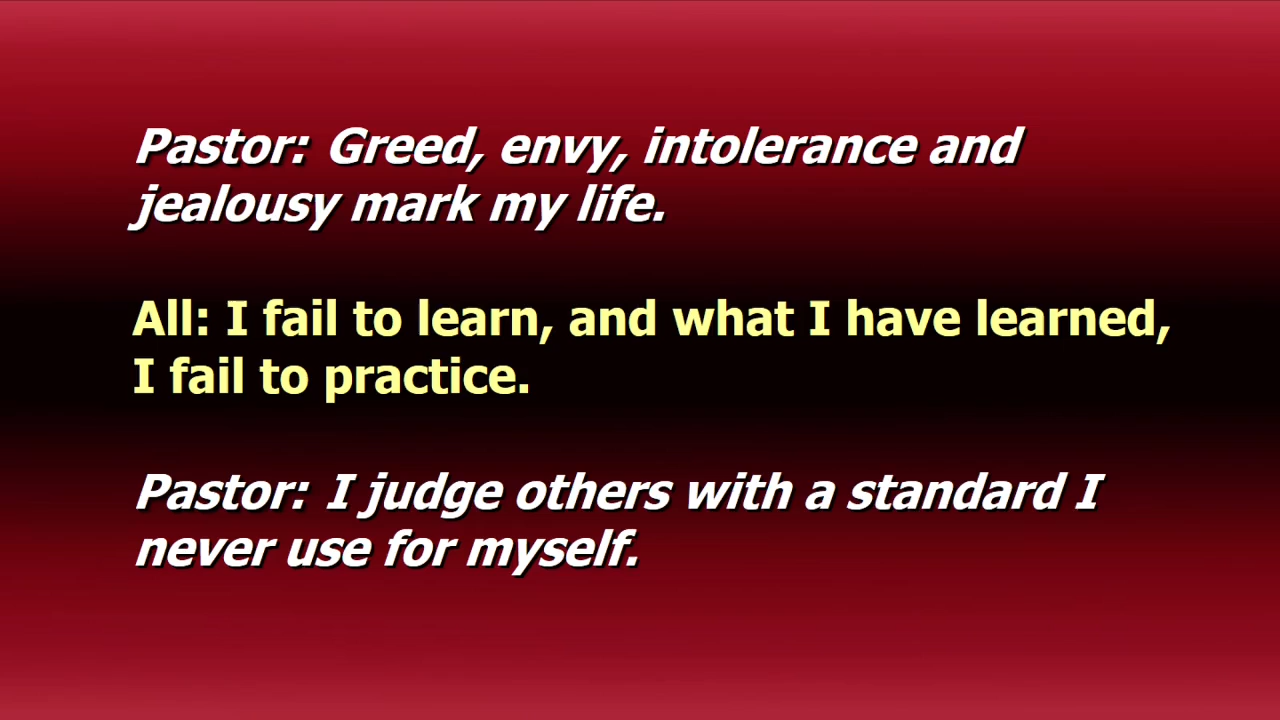 Pastor: Greed, envy, intolerance and
jealousy mark my life.
All: I fail to learn, and what I have learned,
I fail to practice.
Pastor: I judge others with a standard I
never use for myself.